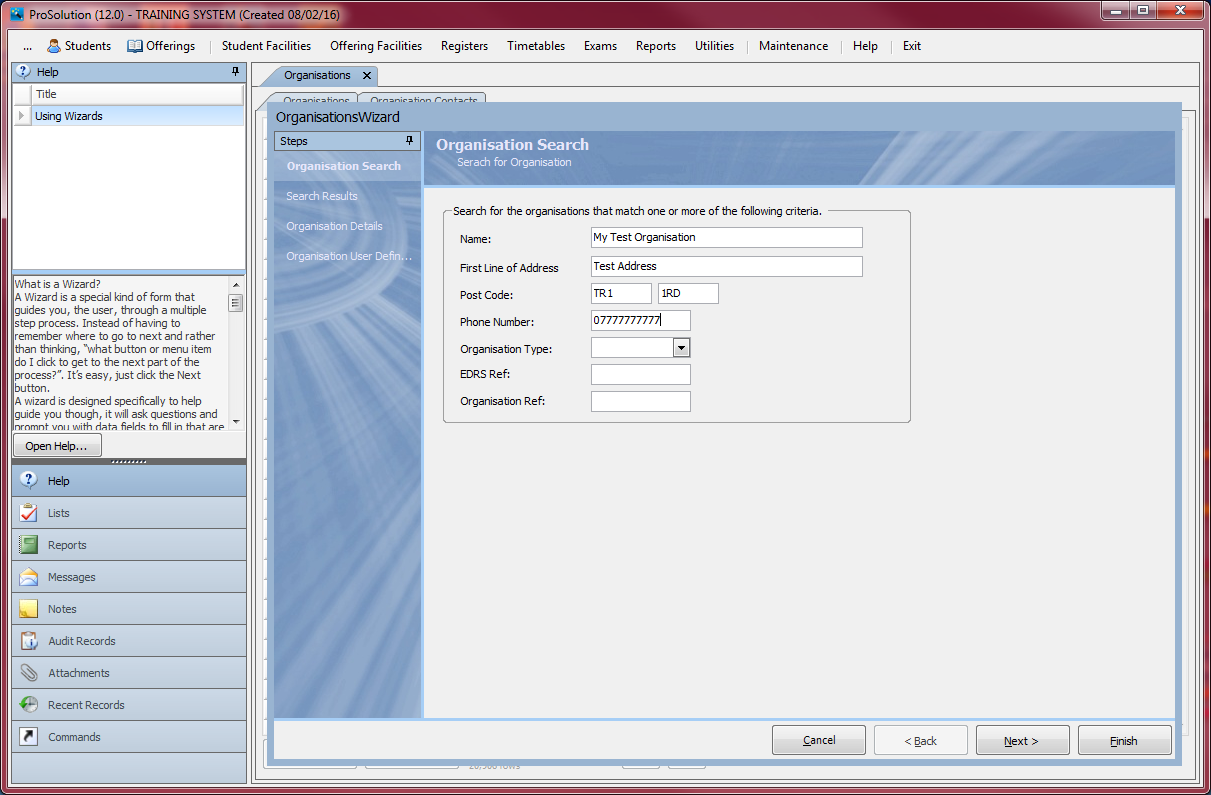 ProSolution (12.0) - TRAINING SYSTEM (Created 08/02/16)
... Students Offerings Student Facilities Offering Facilities Registers Timetables Exams Reports Utilities Maintenance Help Exit
Help
Title
Using Wizards
What is a Wizard?
A Wizard is a special kind of form that
guides you, the user, through a multiple
step process. Instead of having to
remember where to go to next and rather
than thinking, “what button or menu item
do I click to get to the next part of the
process?”. It’s easy, just click the Next
button.
A wizard is designed specifically to help
guide you though, it will ask questions and
prompt you with data fields to fill in that are
Open Help...
Help
Lists
Reports
Messages
Notes
Audit Records
Attachments
Recent Records
Commands
Organisations
Organisations Organisation Contacts
OrganisationsWizard
Steps
Organisation Search
Search Results
Organisation Details
Organisation User Defin...
Organisation Search
Serach for Organisation
Search for the organisations that match one or more of the following criteria.
Name: My Test Organisation
First Line of Address Test Address
Post Code: TR1 1RD
Phone Number: 07777777777
Organisation Type:
EDRS Ref:
Organisation Ref:
Cancel < Back Next > Finish
rows